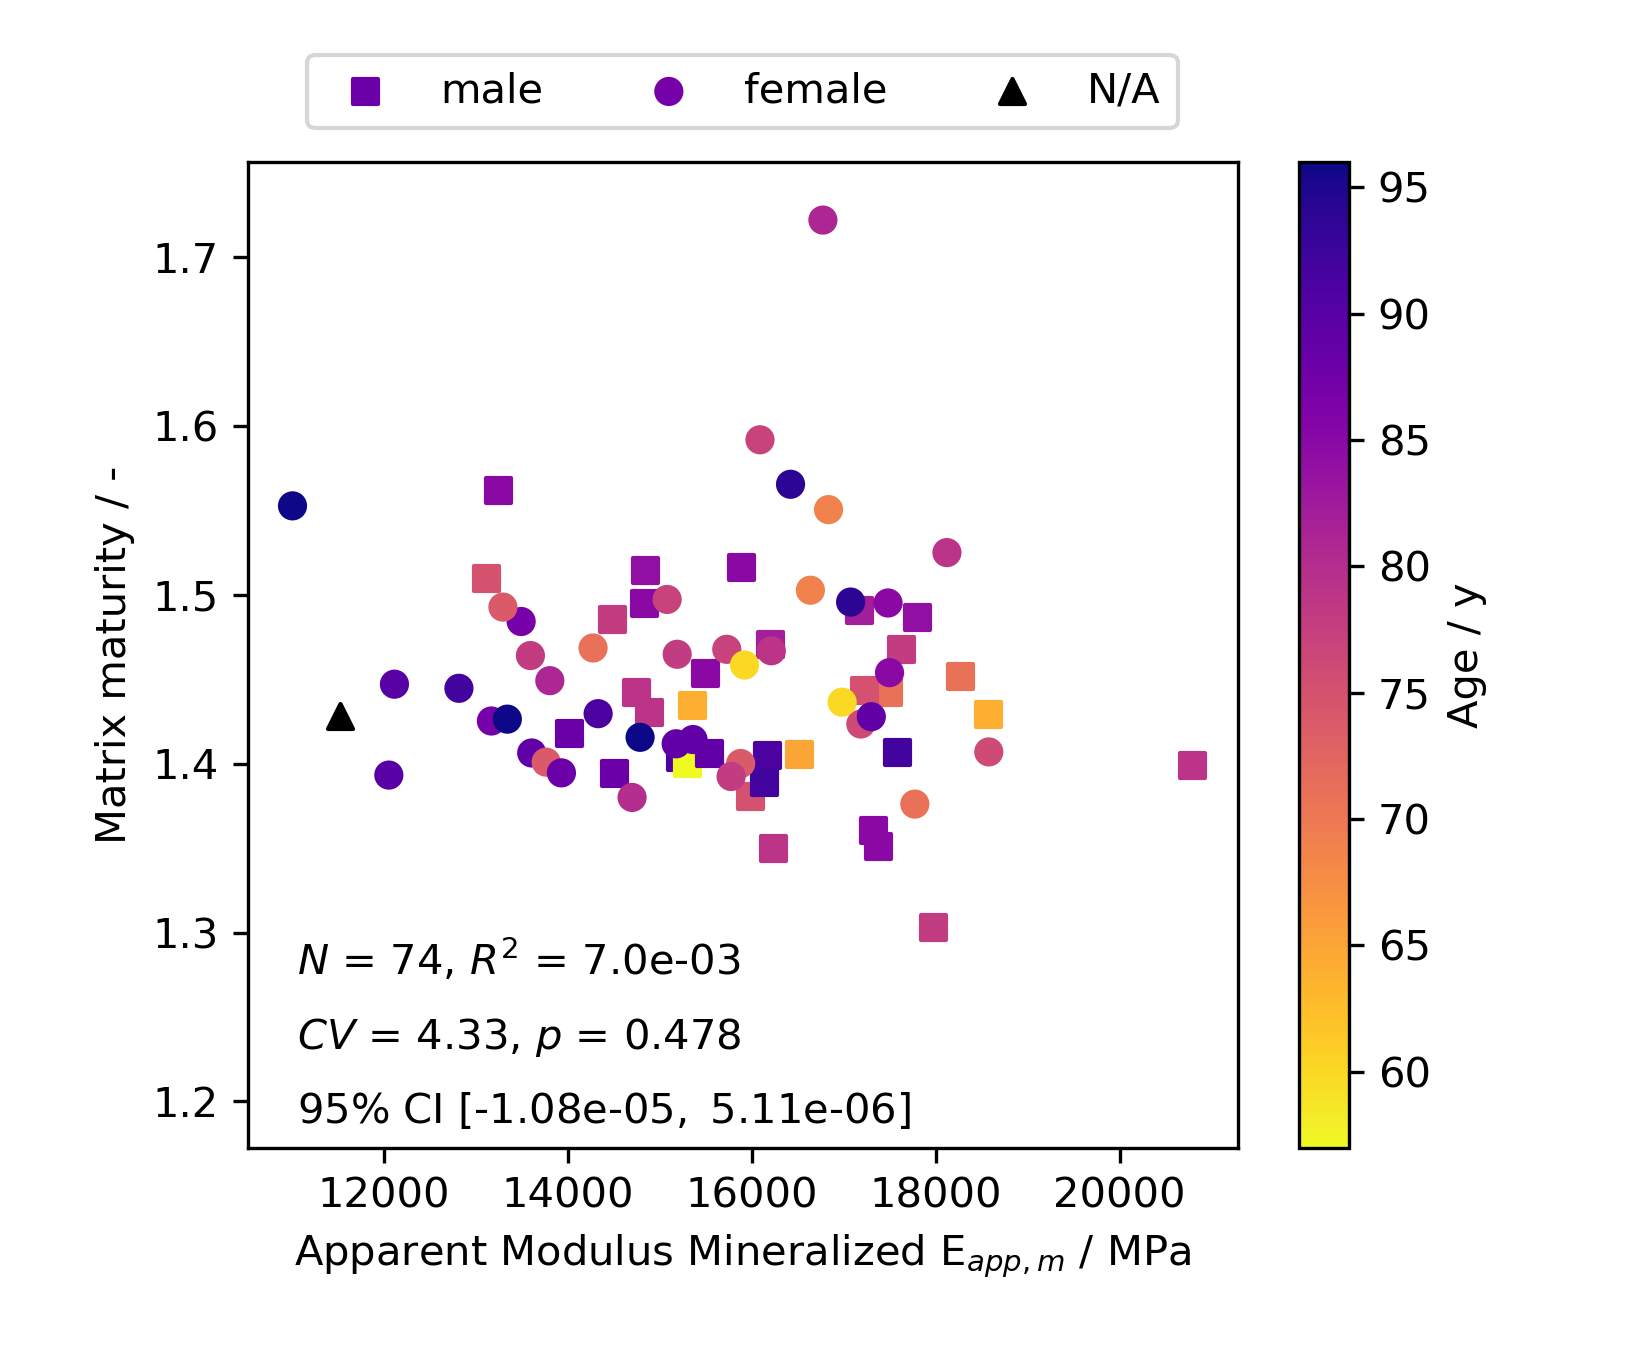 male female N/A
1.7
1.6
1.5
1.4
1.3
1.2
Matrix maturity / -
N = 74, R² = 7.0e-03
CV = 4.33, p = 0.478
95% CI [-1.08e-05, 5.11e-06]
12000 14000 16000 18000 20000
Apparent Modulus Mineralized E_app,m / MPa
95
90
85
80
75
70
65
60
Age / y